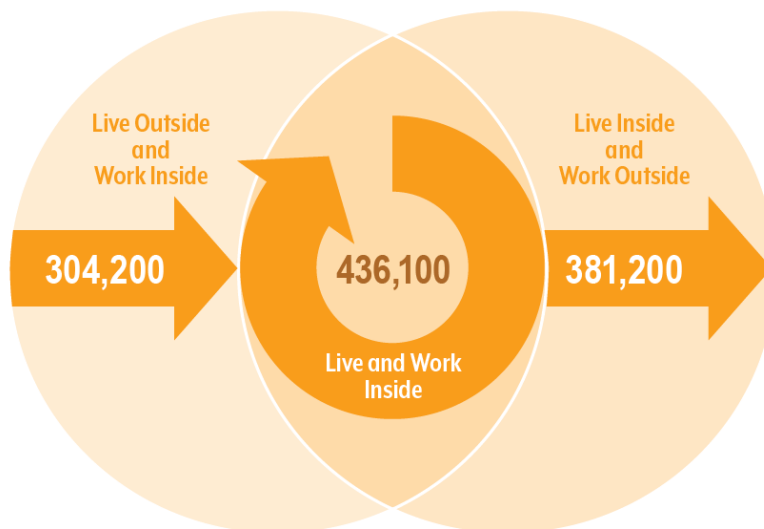 Live Outside
and
Work Inside
304,200
436,100
Live and Work
Inside
Live Inside
and
Work Outside
381,200